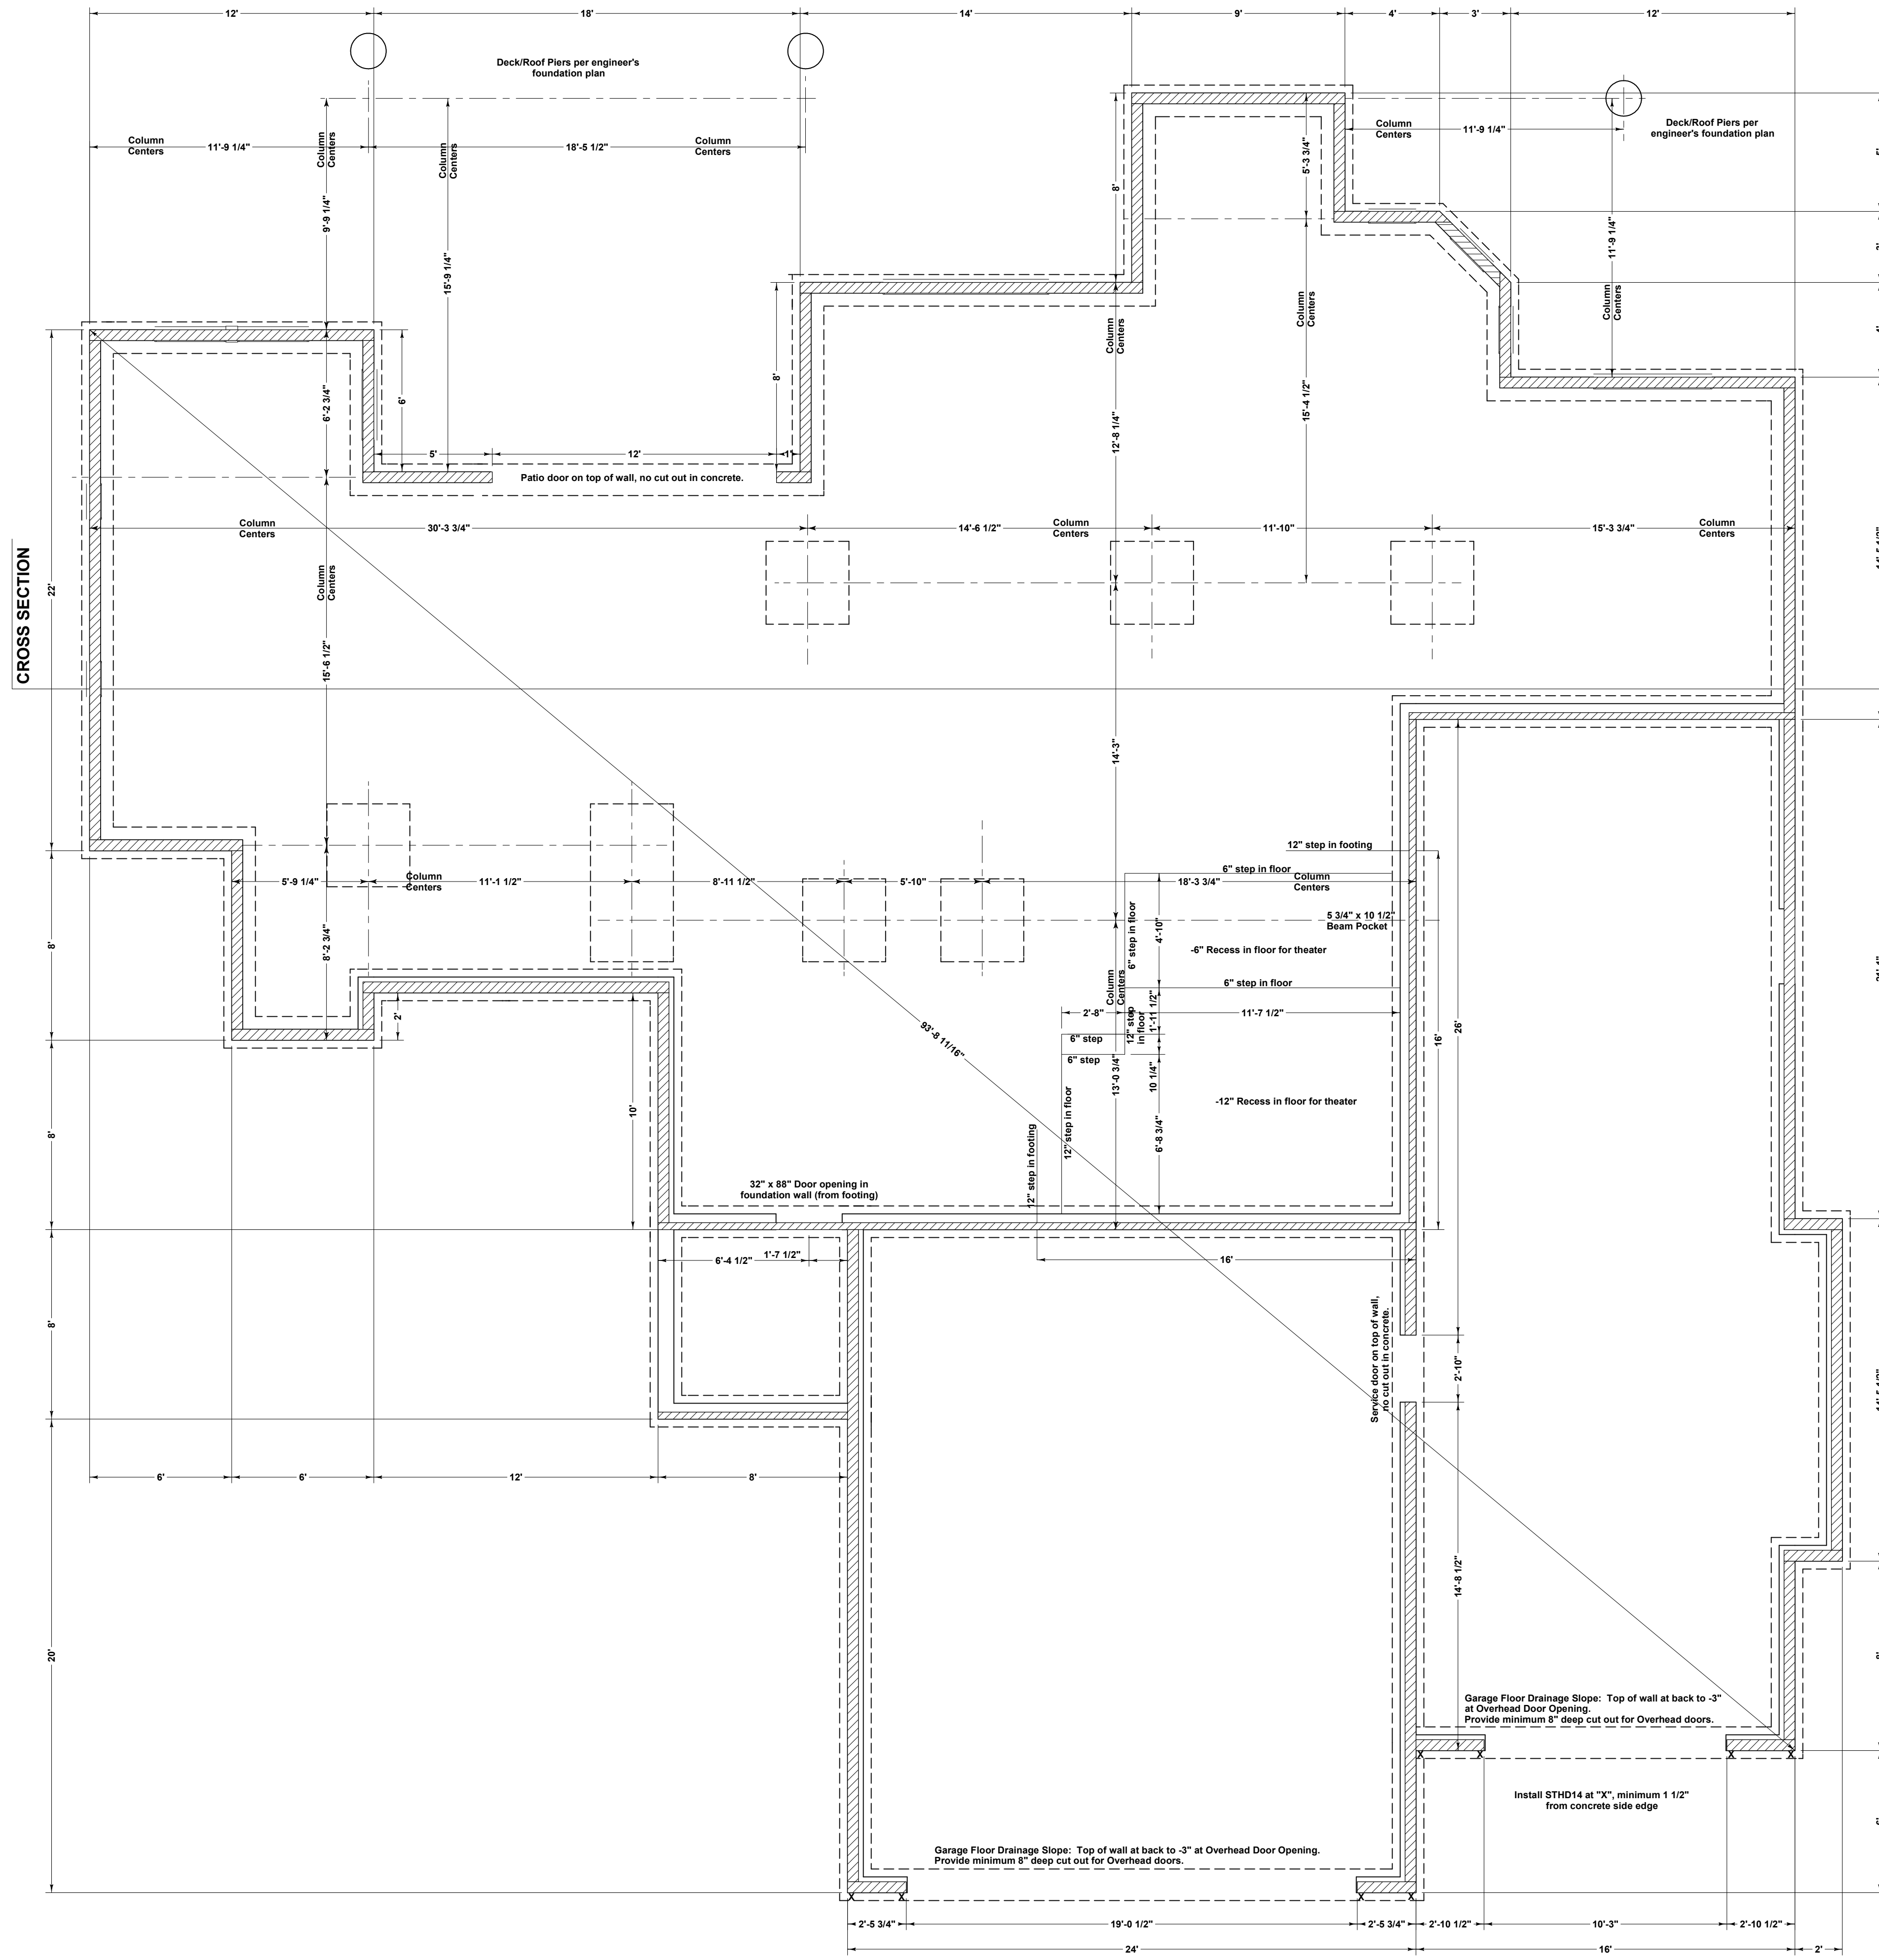 12'
18'
14'
9'
4'
3'
12'
Deck/Roof Piers per engineer's
foundation plan
Deck/Roof Piers per
engineer's foundation plan
Column
Centers
11'-9 1/4"
Column
Centers
Column
Centers
18'-5 1/2"
Column
Centers
Column
Centers
11'-9 1/4"
9'-9 1/4"
15'-9 1/4"
8'
5'-3 3/4"
11'-9 1/4"
Column
Centers
Column
Centers
Column
Centers
6'-2 3/4"
6'
8'
12'-8 1/4"
15'-4 1/2"
5'
12'
1'
Patio door on top of wall, no cut out in concrete.
Column
Centers
30'-3 3/4"
14'-6 1/2"
Column
Centers
11'-10"
15'-3 3/4"
Column
Centers
CROSS SECTION
22'
Column
Centers
15'-6 1/2"
14'-3"
12" step in footing
6" step in floor
5'-9 1/4"
11'-1 1/2"
Column
Centers
8'-11 1/2"
5'-10"
18'-3 3/4"
Column
Centers
5 3/4" x 10 1/2"
Beam Pocket
6" step in floor
4'-10"
-6" Recess in floor for theater
6" step in floor
8'
8'-2 3/4"
2'
Column
Centers
2'-8"
12" step
in floor
1'-11 1/2"
11'-7 1/2"
6" step
6" step
10 1/4"
13'-0 3/4"
93'-8 11/16"
26'
16'
-12" Recess in floor for theater
8'
10'
12" step in floor
12" step in footing
6'-8 3/4"
32" x 88" Door opening in
foundation wall (from footing)
6'-4 1/2"
1'-7 1/2"
16'
8'
Service door on top of wall,
no cut out in concrete.
2'-10"
6'
6'
12'
8'
20'
14'-8 1/2"
Garage Floor Drainage Slope: Top of wall at back to -3"
at Overhead Door Opening.
Provide minimum 8" deep cut out for Overhead doors.
X
X
X
X
Install STHD14 at "X", minimum 1 1/2"
from concrete side edge
Garage Floor Drainage Slope: Top of wall at back to -3" at Overhead Door Opening.
Provide minimum 8" deep cut out for Overhead doors.
X
X
X
X
2'-5 3/4"
19'-0 1/2"
2'-5 3/4"
2'-10 1/2"
10'-3"
2'-10 1/2"
24'
16'
2'